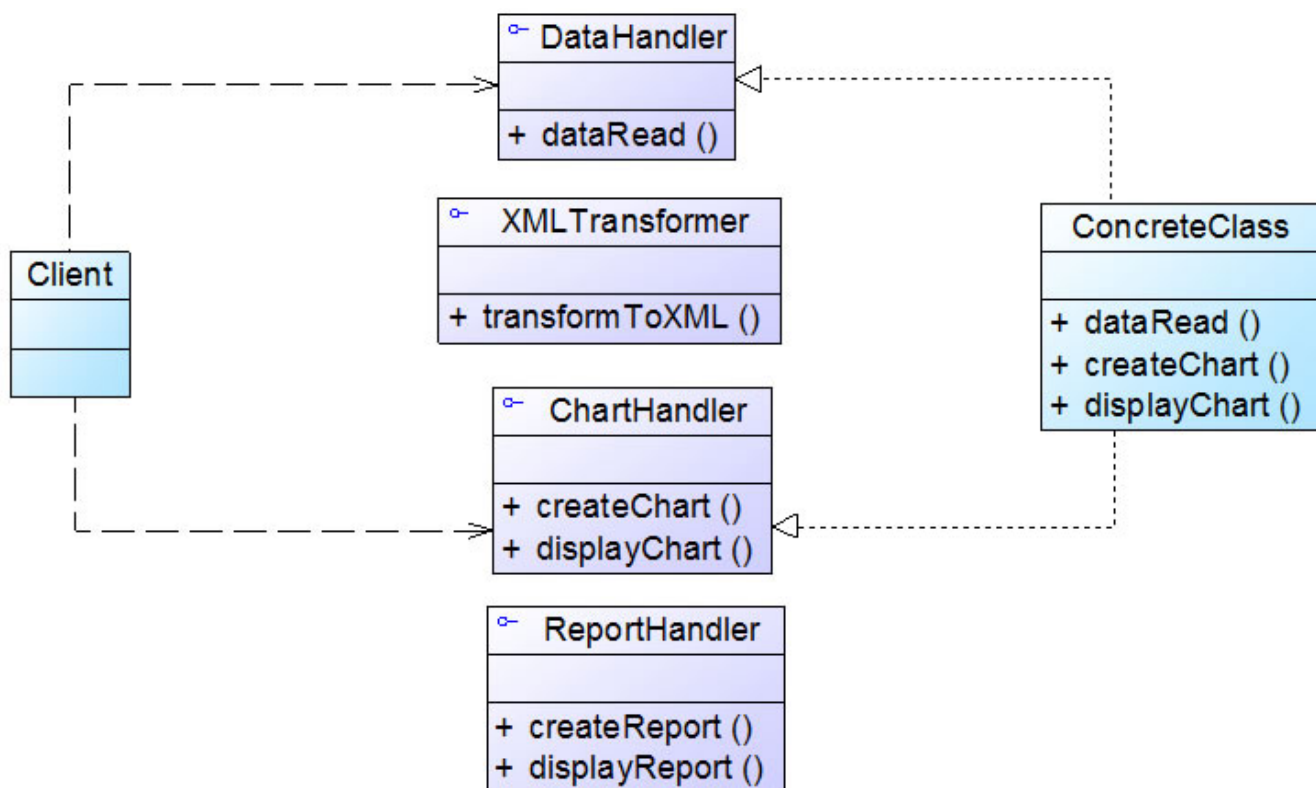 DataHandler
+ dataRead ()
XMLTransformer
+ transformToXML ()
Client
ConcreteClass
+ dataRead ()
+ createChart ()
+ displayChart ()
ChartHandler
+ createChart ()
+ displayChart ()
ReportHandler
+ createReport ()
+ displayReport ()